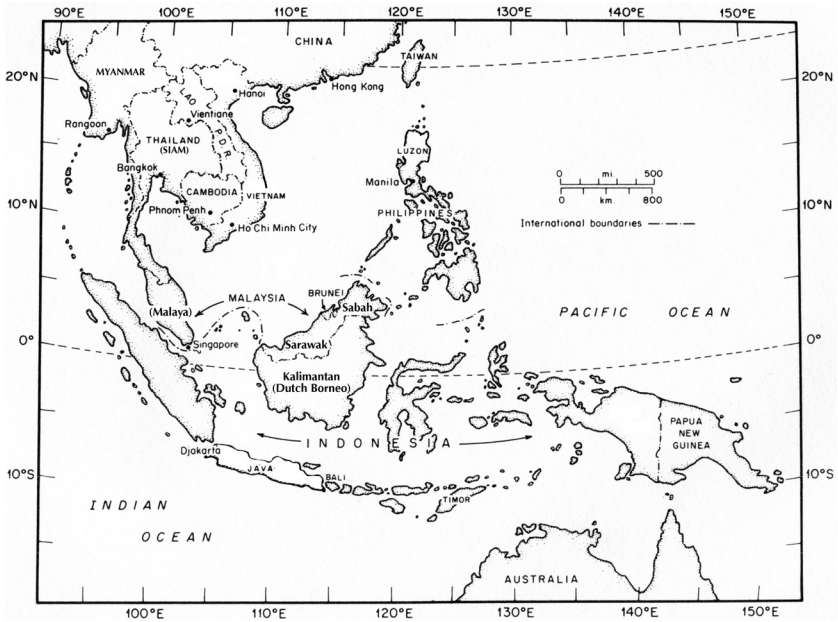 90°E 100°E 110°E 120°E 130°E 140°E 150°E
CHINA
TAIWAN
MYANMAR
20°N 20°N
Hanoi
Hong Kong
LAO
P.D.R.
Vientiane
Rangoon
THAILAND
(SIAM)
LUZON
Bangkok
0 mi. 500
Manila
CAMBODIA
VIETNAM
0 km. 800
10°N 10°N
Phnom Penh
PHILIPPINES
Ho Chi Minh City
International boundaries
BRUNEI
MALAYSIA
(Malaya)
Sabah
PACIFIC OCEAN
0° 0°
Singapore
Sarawak
Kalimantan
(Dutch Borneo)
PAPUA
NEW
GUINEA
INDONESIA
Djakarta
JAVA
BALI
10°S 10°S
TIMOR
INDIAN
OCEAN
AUSTRALIA
100°E 110°E 120°E 130°E 140°E 150°E